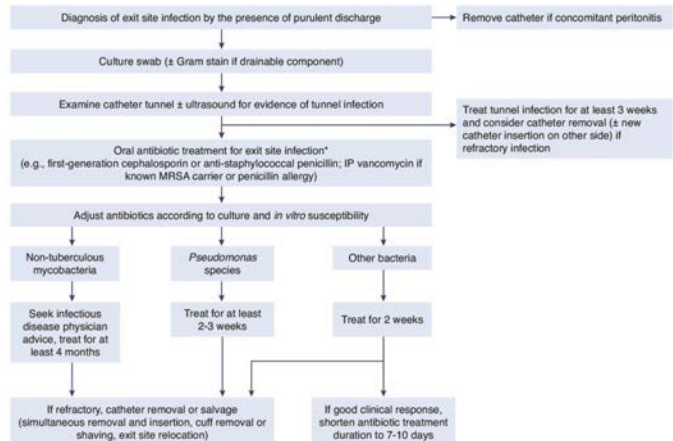 Diagnosis of exit site infection by the presence of purulent discharge
Remove catheter if concomitant peritonitis
Culture swab (± Gram stain if drainable component)
Examine catheter tunnel ± ultrasound for evidence of tunnel infection
Treat tunnel infection for at least 3 weeks
and consider catheter removal (± new
catheter insertion on other side) if
refractory infection
Oral antibiotic treatment for exit site infection*
(e.g., first-generation cephalosporin or anti-staphylococcal penicillin; IP vancomycin if
known MRSA carrier or penicillin allergy)
Adjust antibiotics according to culture and in vitro susceptibility
Non-tuberculous
mycobacteria
Pseudomonas
species
Other bacteria
Seek infectious
disease physician
advice, treat for at
least 4 months
Treat for at least
2-3 weeks
Treat for 2 weeks
If refractory, catheter removal or salvage
(simultaneous removal and insertion, cuff removal or
shaving, exit site relocation)
If good clinical response,
shorten antibiotic treatment
duration to 7-10 days